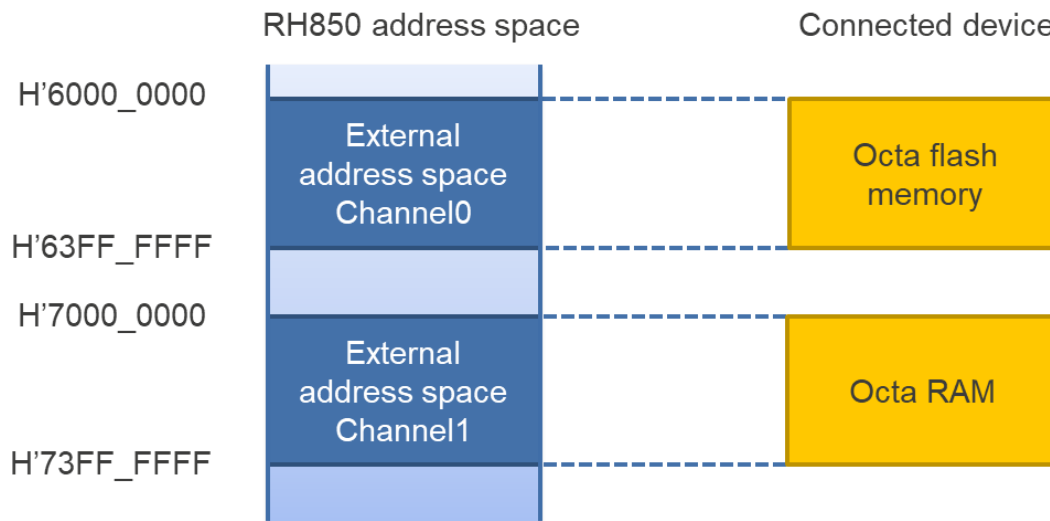 RH850 address space
Connected device
H’6000_0000
External
address space
Channel0
Octa flash
memory
H’63FF_FFFF
H’7000_0000
External
address space
Channel1
Octa RAM
H’73FF_FFFF